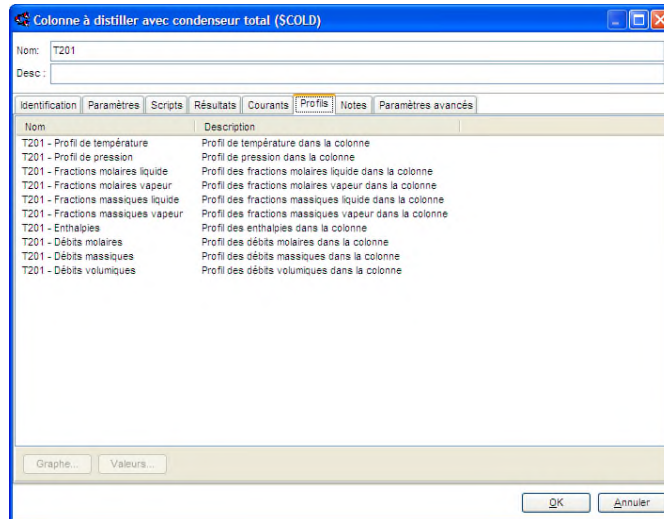 Colonne à distiller avec condenseur total ($COLD)
Nom: T201
Desc :
Identification Paramètres Scripts Résultats Courants Profils Notes Paramètres avancés
Nom Description
T201 - Profil de température Profil de température dans la colonne
T201 - Profil de pression Profil de pression dans la colonne
T201 - Fractions molaires liquide Profil des fractions molaires liquide dans la colonne
T201 - Fractions molaires vapeur Profil des fractions molaires vapeur dans la colonne
T201 - Fractions massiques liquide Profil des fractions massiques liquide dans la colonne
T201 - Fractions massiques vapeur Profil des fractions massiques vapeur dans la colonne
T201 - Enthalpies Profil des enthalpies dans la colonne
T201 - Débits molaires Profil des débits molaires dans la colonne
T201 - Débits massiques Profil des débits massiques dans la colonne
T201 - Débits volumiques Profil des débits volumiques dans la colonne
Graphe... Valeurs...
OK Annuler